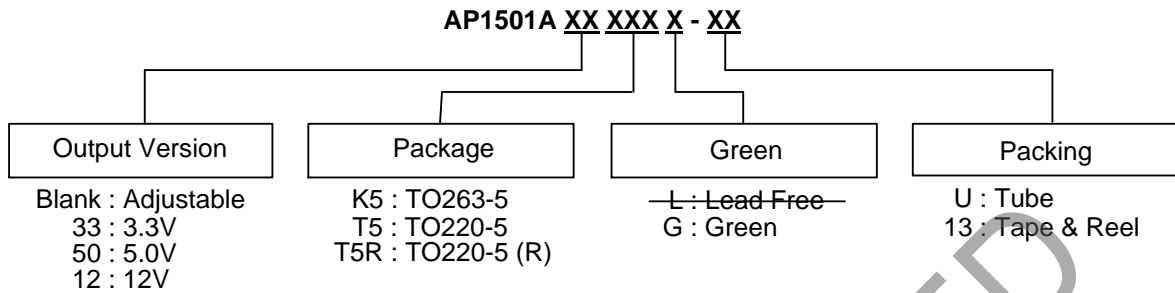 AP1501A XX XXX X - XX
Output Version
Package
Green
Packing
Blank : Adjustable
33 : 3.3V
50 : 5.0V
12 : 12V
K5 : TO263-5
T5 : TO220-5
T5R : TO220-5 (R)
L : Lead Free
G : Green
U : Tube
13 : Tape & Reel